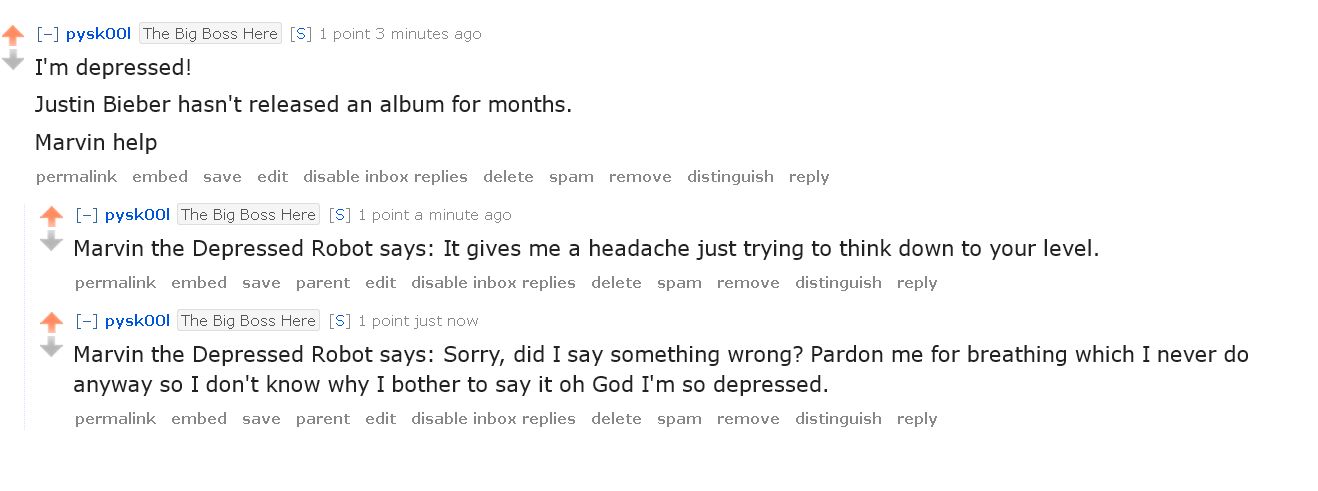 [–] pysk00l The Big Boss Here [S] 1 point 3 minutes ago
I'm depressed!
Justin Bieber hasn't released an album for months.
Marvin help
permalink embed save edit disable inbox replies delete spam remove distinguish reply
[–] pysk00l The Big Boss Here [S] 1 point a minute ago
Marvin the Depressed Robot says: It gives me a headache just trying to think down to your level.
permalink embed save parent edit disable inbox replies delete spam remove distinguish reply
[–] pysk00l The Big Boss Here [S] 1 point just now
Marvin the Depressed Robot says: Sorry, did I say something wrong? Pardon me for breathing which I never do
anyway so I don't know why I bother to say it oh God I'm so depressed.
permalink embed save parent edit disable inbox replies delete spam remove distinguish reply